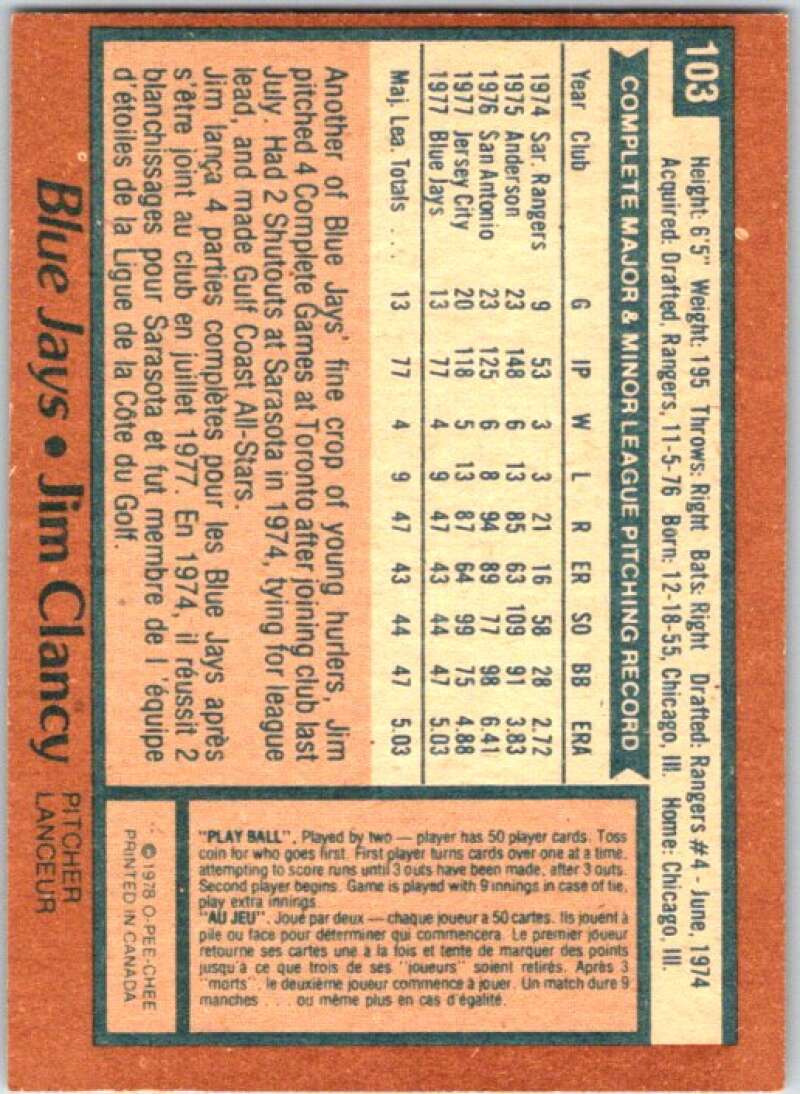 103
Height: 6'5" Weight: 195 Throws: Right Bats: Right Drafted: Rangers #4 - June, 1974
Acquired: Drafted, Rangers, 11-5-76 Born: 12-18-55, Chicago, Ill. Home: Chicago, Ill.
COMPLETE MAJOR & MINOR LEAGUE PITCHING RECORD
Year Club G IP W L R ER SO BB ERA
1974 Sar. Rangers 9 53 3 3 21 16 58 28 2.72
1975 Anderson 23 148 6 13 85 63 109 91 3.83
1976 San Antonio 23 125 6 8 94 89 77 98 6.41
1977 Jersey City 20 118 5 13 87 64 99 75 4.88
1977 Blue Jays 13 77 4 9 47 43 44 47 5.03
Maj. Lea. Totals ... 13 77 4 9 47 43 44 47 5.03
Another of Blue Jays' fine crop of young hurlers, Jim
pitched 4 Complete Games at Toronto after joining club last
July. Had 2 Shutouts at Sarasota in 1974, tying for league
lead, and made Gulf Coast All-Stars.
Jim lança 4 parties complètes pour les Blue Jays après
s'être joint au club en juillet 1977. En 1974, il réussit 2
blanchissages pour Sarasota et fut membre de l'équipe
d'étoiles de la Ligue de la Côte du Golf.
"PLAY BALL". Played by two — player has 50 player cards. Toss
coin for who goes first. First player turns cards over one at a time,
attempting to score runs until 3 outs have been made, after 3 outs.
Second player begins. Game is played with 9 innings in case of tie,
play extra innings.
"AU JEU". Joué par deux — chaque joueur a 50 cartes. Ils jouent à
pile ou face pour déterminer qui commencera. Le premier joueur
retourne ses cartes une à la fois et tente de marquer des points
jusqu'a ce que trois de ses "joueurs" soient retirés. Après 3
"morts", le deuxième joueur commence à jouer. Un match dure 9
manches ... ou même plus en cas d'égalité.
© 1978 O-PEE-CHEE
PRINTED IN CANADA
Blue Jays • Jim Clancy PITCHER
LANCEUR